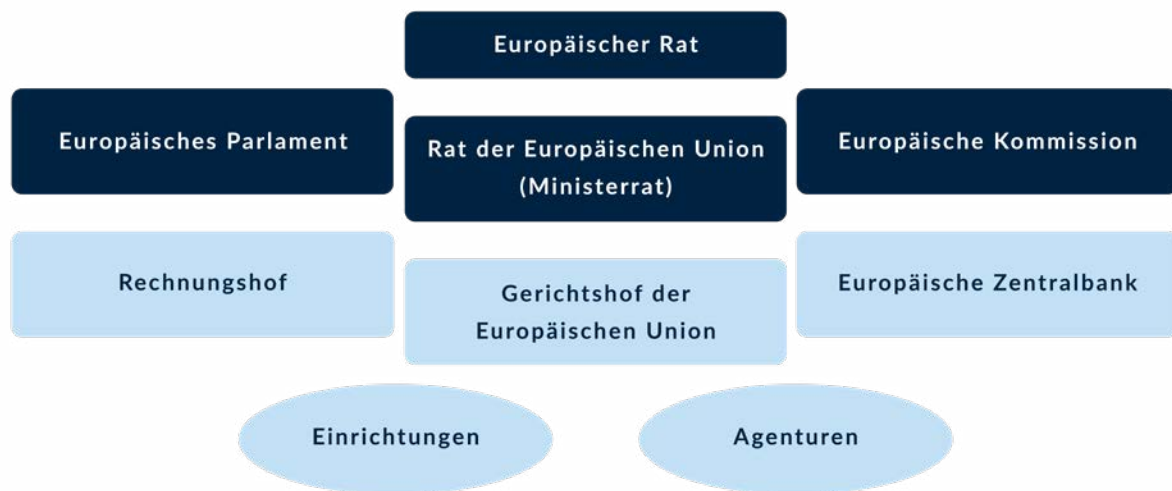 Europäischer Rat
Europäisches Parlament
Rat der Europäischen Union
(Ministerrat)
Europäische Kommission
Rechnungshof
Gerichtshof der
Europäischen Union
Europäische Zentralbank
Einrichtungen
Agenturen